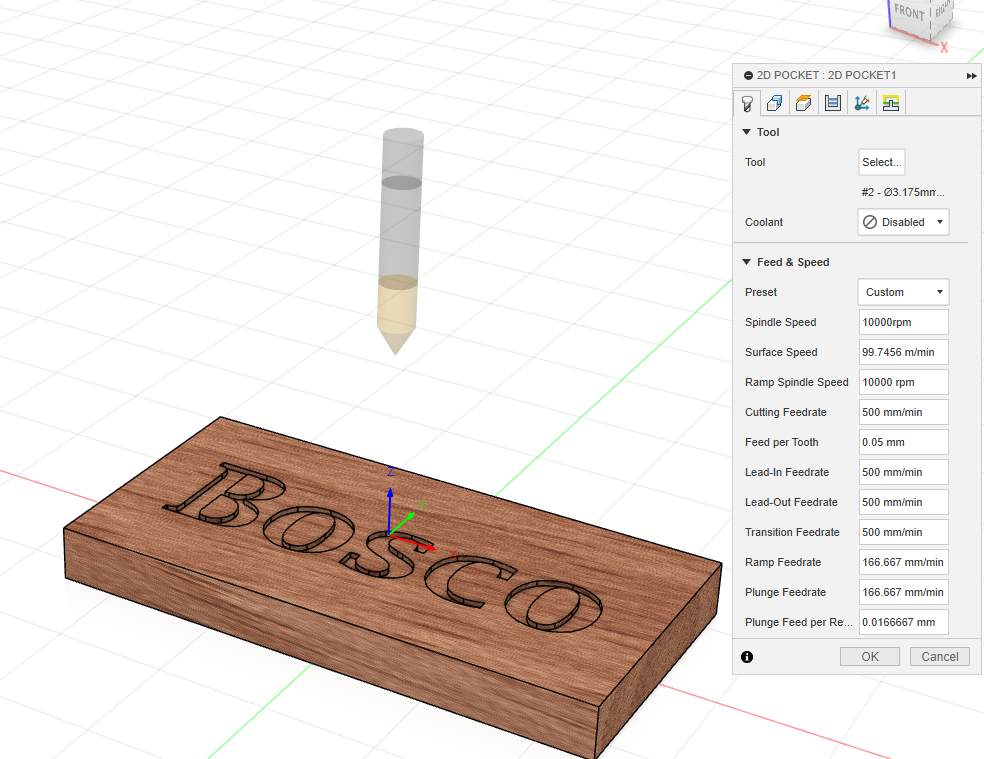 FRONT
RIGHT
X
2D POCKET : 2D POCKET1
Tool
Tool Select...
#2 - Ø3.175mm...
Coolant Disabled
Feed & Speed
Preset Custom
Spindle Speed 10000rpm
Surface Speed 99.7456 m/min
Ramp Spindle Speed 10000 rpm
Cutting Feedrate 500 mm/min
Feed per Tooth 0.05 mm
Lead-In Feedrate 500 mm/min
Lead-Out Feedrate 500 mm/min
Transition Feedrate 500 mm/min
Ramp Feedrate 166.667 mm/min
Plunge Feedrate 166.667 mm/min
Plunge Feed per Re... 0.0166667 mm
OK Cancel
Z
BOSCO